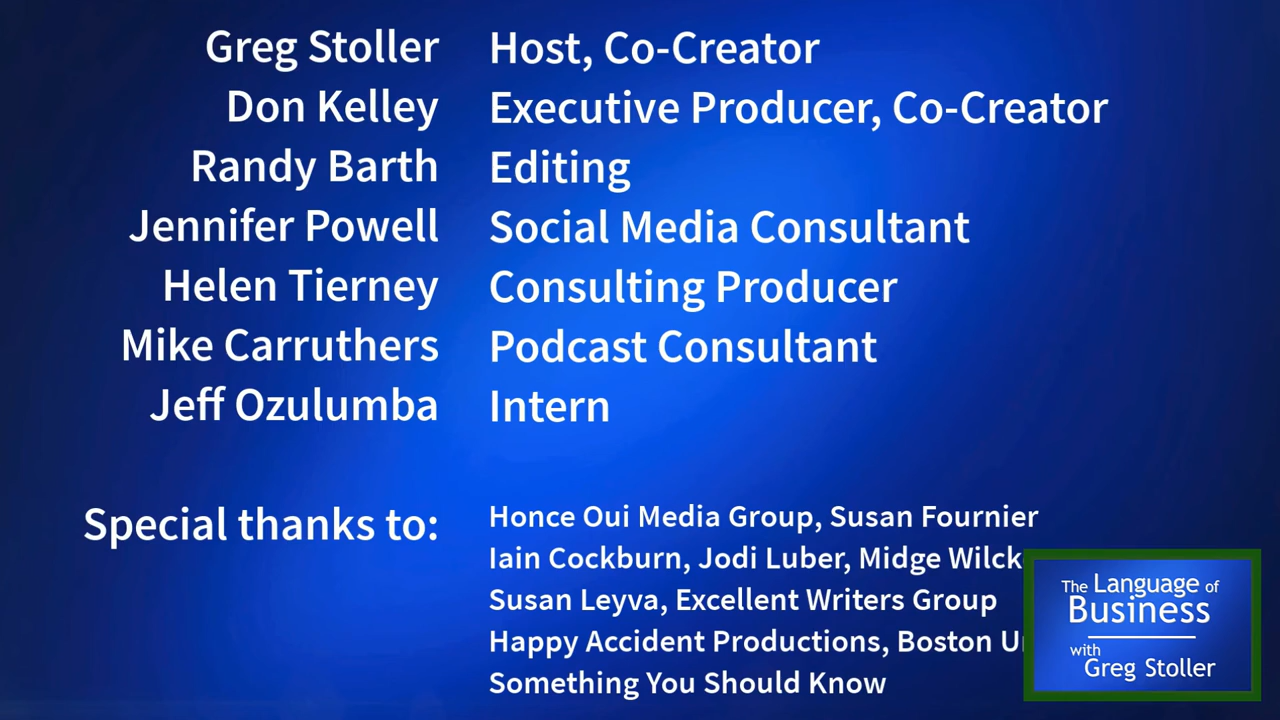 Greg Stoller Host, Co-Creator
Don Kelley Executive Producer, Co-Creator
Randy Barth Editing
Jennifer Powell Social Media Consultant
Helen Tierney Consulting Producer
Mike Carruthers Podcast Consultant
Jeff Ozulumba Intern
Special thanks to: Honce Oui Media Group, Susan Fournier
Iain Cockburn, Jodi Luber, Midge
Susan Leyva, Excellent Writers Group
Happy Accident Productions, Boston
Something You Should Know
The Language of
Business
with
Greg Stoller